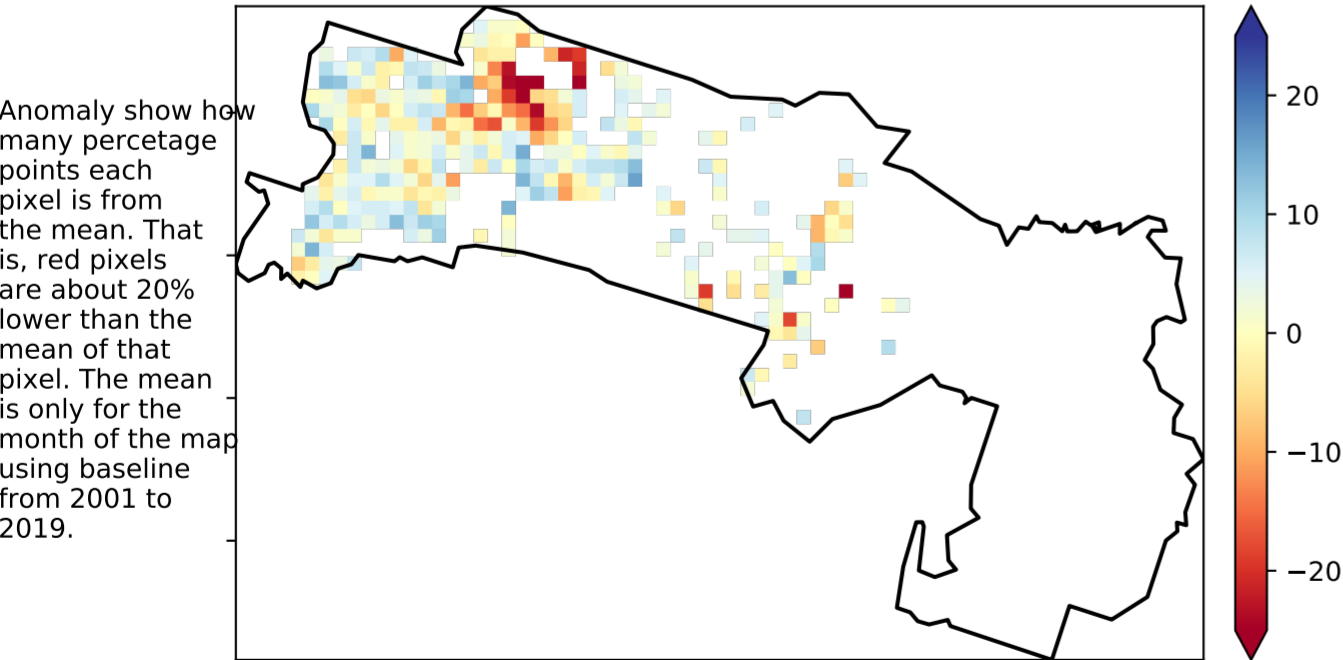 Anomaly show how
many percetage
points each
pixel is from
the mean. That
is, red pixels
are about 20%
lower than the
mean of that
pixel. The mean
is only for the
month of the map
using baseline
from 2001 to
2019.
20
10
0
−10
−20